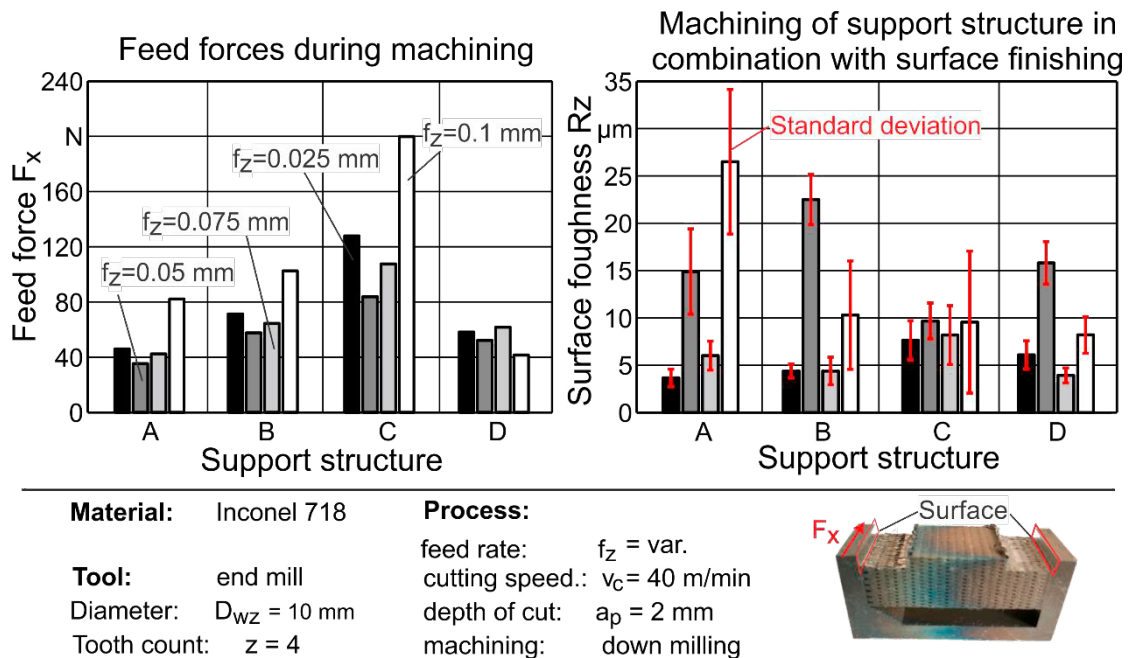 Feed forces during machining
240
N
160
120
80
40
0
Feed force Fx
fz=0.025 mm
fz=0.1 mm
fz=0.075 mm
fz=0.05 mm
A B C D
Support structure
Machining of support structure in
combination with surface finishing
35
µm
25
20
15
10
5
0
Surface foughness Rz
Standard deviation
A B C D
Support structure
Material: Inconel 718
Tool: end mill
Diameter: DWZ = 10 mm
Tooth count: z = 4
Process:
feed rate: fz = var.
cutting speed.: vc = 40 m/min
depth of cut: ap = 2 mm
machining: down milling
Surface
Fx